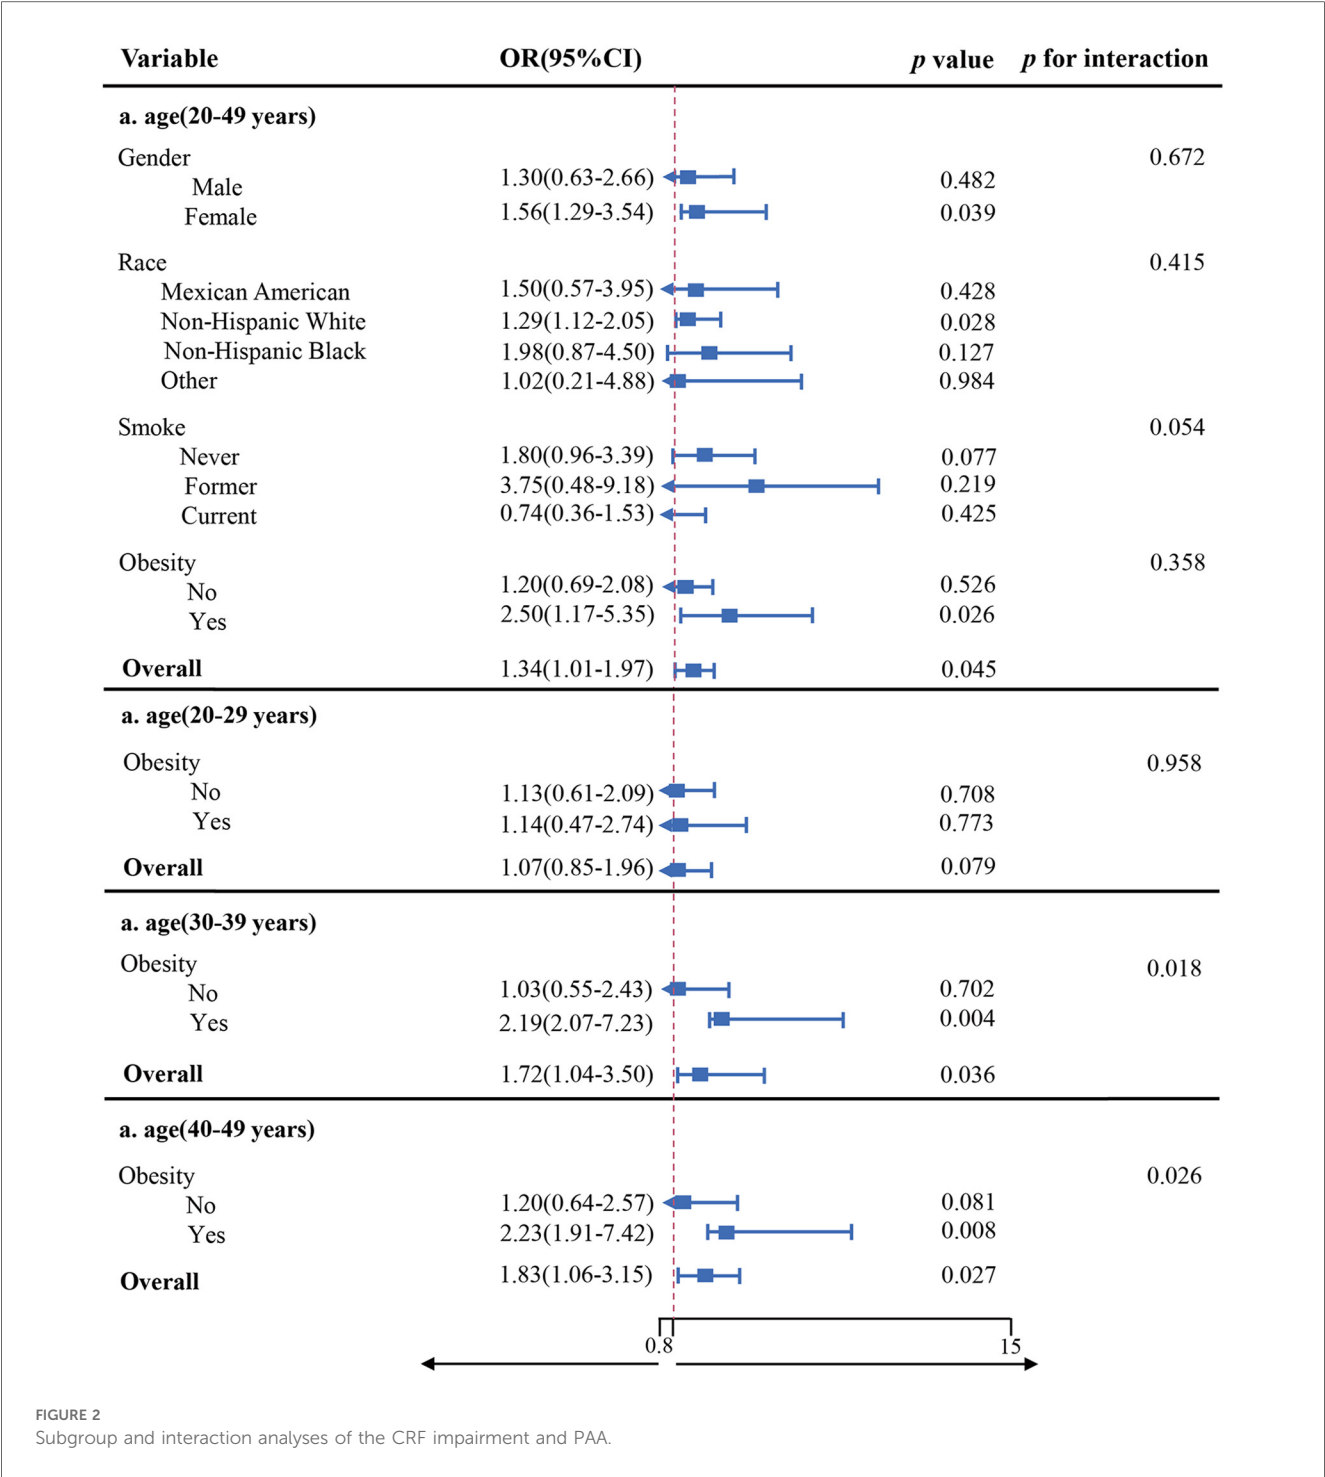 Variable OR(95%CI) p value p for interaction
a. age(20-49 years)
Gender 0.672
Male 1.30(0.63-2.66) 0.482
Female 1.56(1.29-3.54) 0.039
Race 0.415
Mexican American 1.50(0.57-3.95) 0.428
Non-Hispanic White 1.29(1.12-2.05) 0.028
Non-Hispanic Black 1.98(0.87-4.50) 0.127
Other 1.02(0.21-4.88) 0.984
Smoke 0.054
Never 1.80(0.96-3.39) 0.077
Former 3.75(0.48-9.18) 0.219
Current 0.74(0.36-1.53) 0.425
Obesity 0.358
No 1.20(0.69-2.08) 0.526
Yes 2.50(1.17-5.35) 0.026
Overall 1.34(1.01-1.97) 0.045
a. age(20-29 years)
Obesity 0.958
No 1.13(0.61-2.09) 0.708
Yes 1.14(0.47-2.74) 0.773
Overall 1.07(0.85-1.96) 0.079
a. age(30-39 years)
Obesity 0.018
No 1.03(0.55-2.43) 0.702
Yes 2.19(2.07-7.23) 0.004
Overall 1.72(1.04-3.50) 0.036
a. age(40-49 years)
Obesity 0.026
No 1.20(0.64-2.57) 0.081
Yes 2.23(1.91-7.42) 0.008
Overall 1.83(1.06-3.15) 0.027
0.8 15
FIGURE 2
Subgroup and interaction analyses of the CRF impairment and PAA.